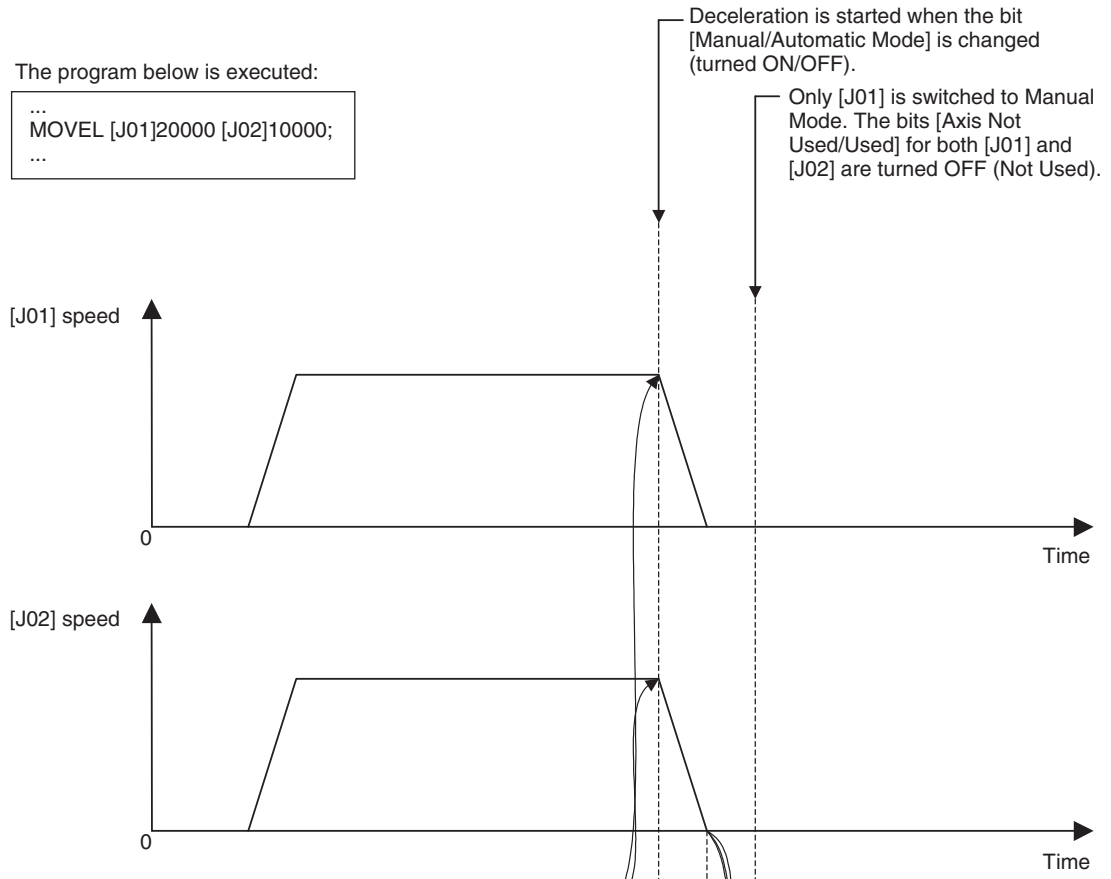 Deceleration is started when the bit
[Manual/Automatic Mode] is changed
(turned ON/OFF).
The program below is executed:
...
MOVEL [J01]20000 [J02]10000;
...
Only [J01] is switched to Manual
Mode. The bits [Axis Not
Used/Used] for both [J01] and
[J02] are turned OFF (Not Used).
[J01] speed
0
Time
[J02] speed
0
Time